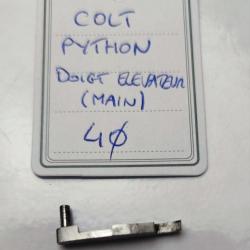 COLT
PYTHON
DOIGT ELEVATEUR
(MAIN)
40